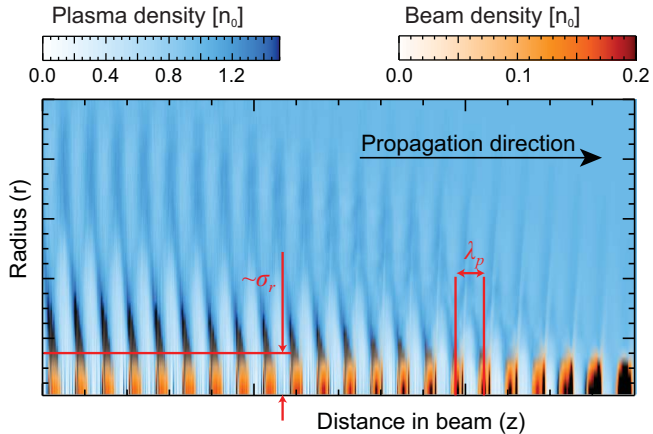 Plasma density [n₀]
Beam density [n₀]
0.0 0.4 0.8 1.2
0.0 0.1 0.2
Propagation direction
Radius (r)
~σᵣ
λₚ
Distance in beam (z)